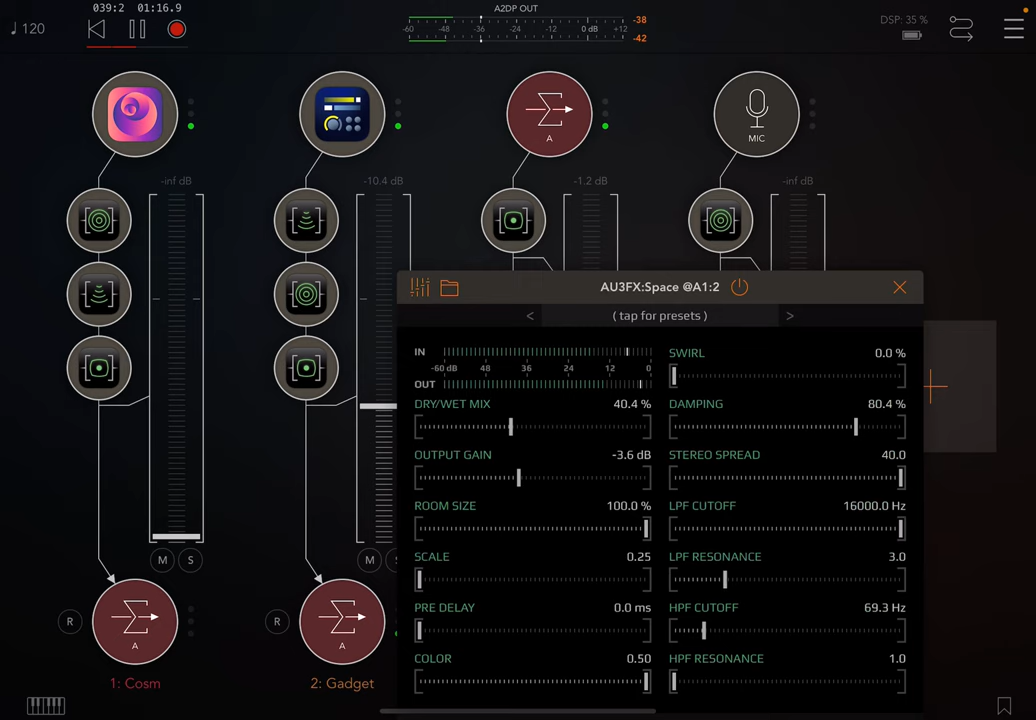 039:2 01:16.9
A2DP OUT
♩ 120
-60 -48 -36 -24 -12 0 dB +12
-38
-42
DSP: 35 %
A
MIC
-inf dB
-10.4 dB
-1.2 dB
-inf dB
AU3FX:Space @A1:2
< ( tap for presets ) >
IN
-60 dB 48 36 24 12 0
OUT
DRY/WET MIX 40.4 %
OUTPUT GAIN -3.6 dB
ROOM SIZE 100.0 %
SCALE 0.25
PRE DELAY 0.0 ms
COLOR 0.50
SWIRL 0.0 %
DAMPING 80.4 %
STEREO SPREAD 40.0
LPF CUTOFF 16000.0 Hz
LPF RESONANCE 3.0
HPF CUTOFF 69.3 Hz
HPF RESONANCE 1.0
M S
M S
R
A
R
A
1: Cosm
2: Gadget